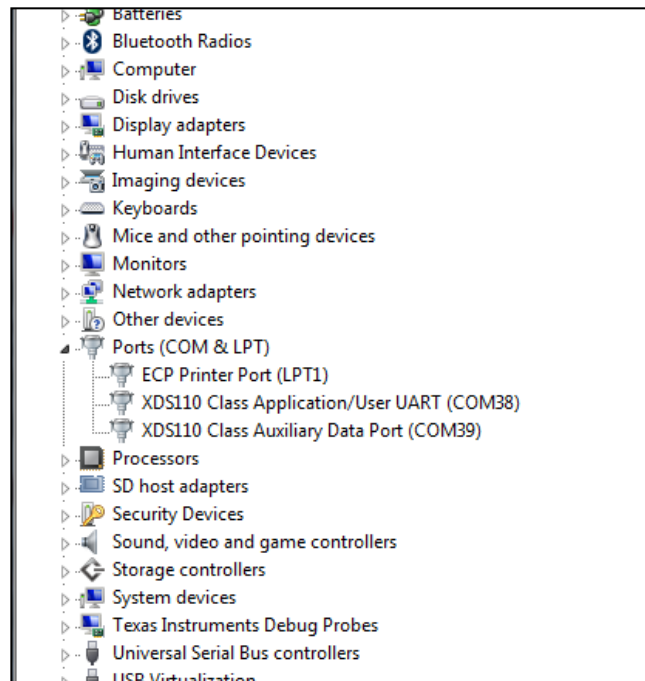 Batteries
Bluetooth Radios
Computer
Disk drives
Display adapters
Human Interface Devices
Imaging devices
Keyboards
Mice and other pointing devices
Monitors
Network adapters
Other devices
Ports (COM & LPT)
ECP Printer Port (LPT1)
XDS110 Class Application/User UART (COM38)
XDS110 Class Auxiliary Data Port (COM39)
Processors
SD host adapters
Security Devices
Sound, video and game controllers
Storage controllers
System devices
Texas Instruments Debug Probes
Universal Serial Bus controllers
USB Virtualization